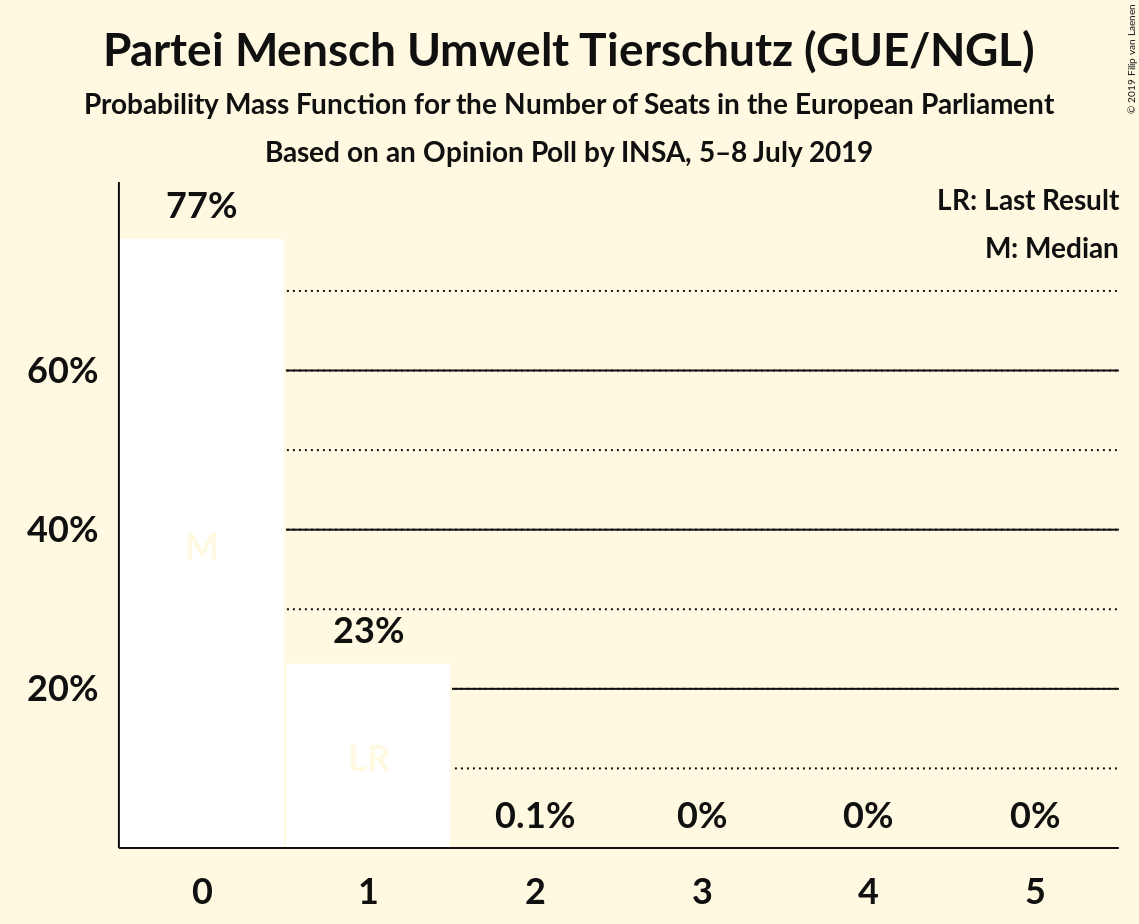 Partei Mensch Umwelt Tierschutz (GUE/NGL)
Probability Mass Function for the Number of Seats in the European Parliament
Based on an Opinion Poll by INSA, 5–8 July 2019
© 2019 Filip van Laenen
LR: Last Result
M: Median
77%
60%
40%
M
23%
20%
LR
0.1% 0% 0% 0%
0 1 2 3 4 5